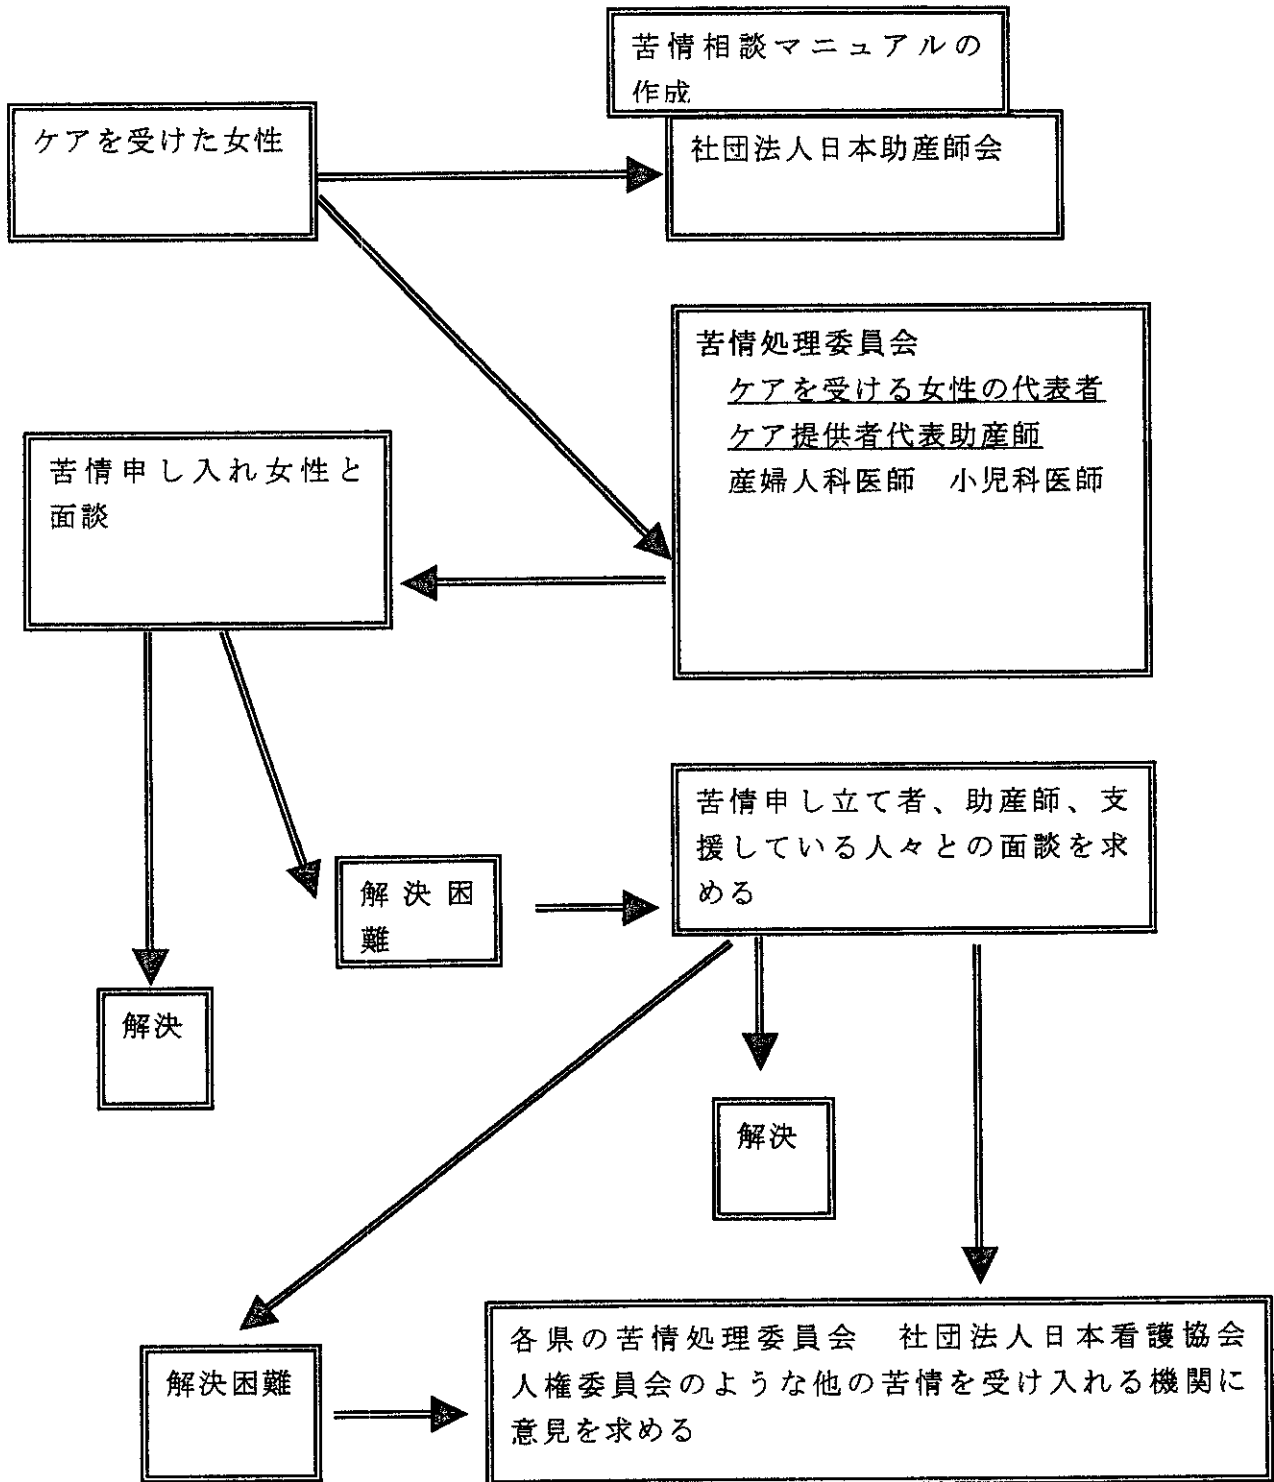 苦情相談マニュアルの
作成
ケアを受けた女性
社団法人日本助産師会
苦情処理委員会
ケアを受ける女性の代表者
ケア提供者代表助産師
産婦人科医師　小児科医師
苦情申し入れ女性と
面談
苦情申し立て者、助産師、支
援している人々との面談を求
める
解決困
難
解決
解決
解決困難
各県の苦情処理委員会　社団法人日本看護協会
人権委員会のような他の苦情を受け入れる機関に
意見を求める